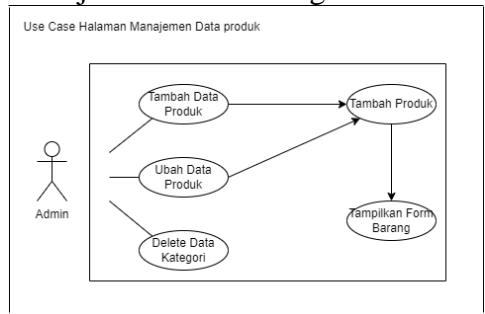 Use Case Halaman Manajemen Data produk
Tambah Data
Produk
Tambah Produk
Ubah Data
Produk
Admin
Tampilkan Form
Barang
Delete Data
Kategori